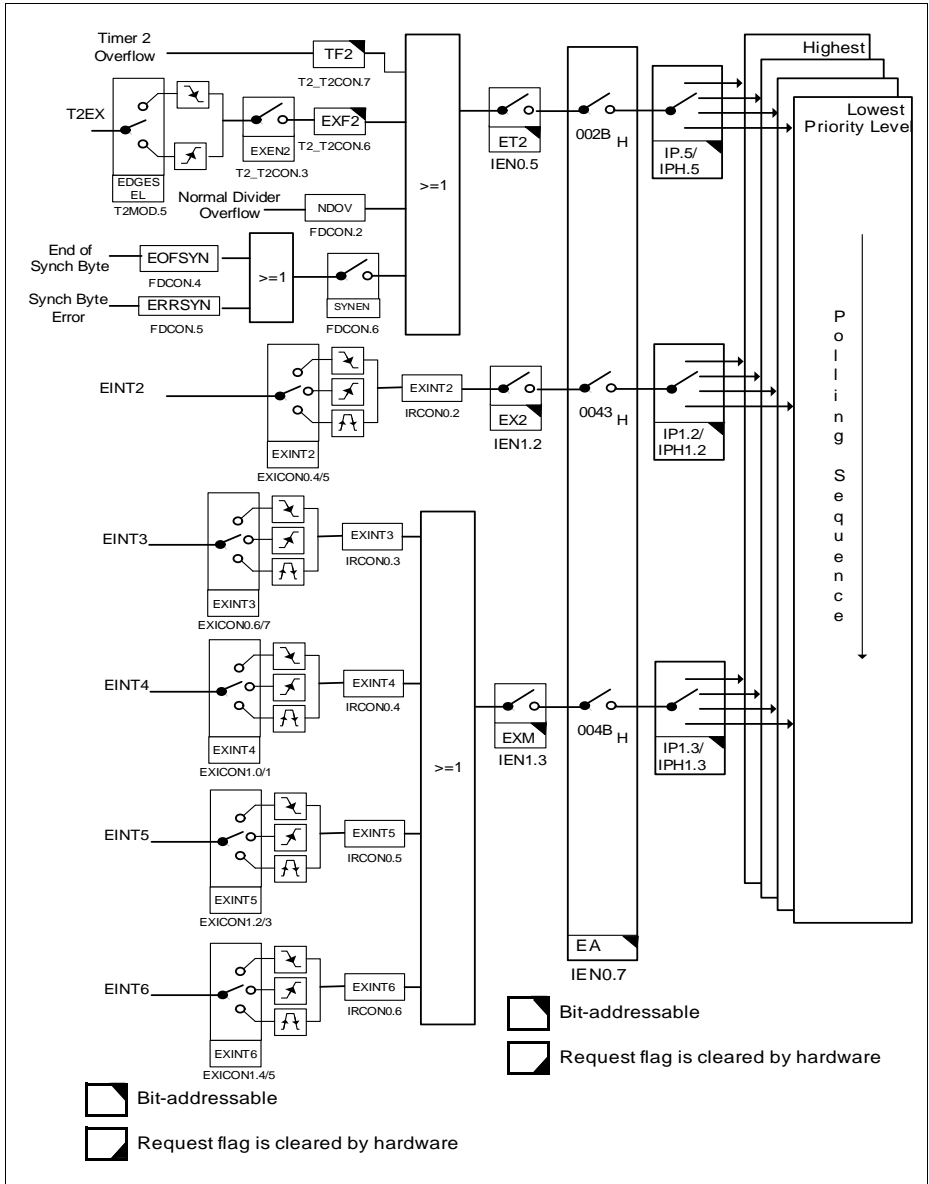 Timer 2
Overflow
TF2
T2_T2CON.7
T2EX
EDGES
EL
T2MOD.5
EXEN2
T2_T2CON.3
EXF2
T2_T2CON.6
Normal Divider
Overflow
NDOV
FDCON.2
End of
Synch Byte
EOFSYN
FDCON.4
Synch Byte
Error
ERRSYN
FDCON.5
>=1
SYNEN
FDCON.6
>=1
ET2
IEN0.5
002B H
IP.5/
IPH.5
Highest
Lowest
Priority Level
EINT2
EXINT2
EXICON0.4/5
EXINT2
IRCON0.2
EX2
IEN1.2
0043 H
IP1.2/
IPH1.2
Polling Sequence
EINT3
EXINT3
EXICON0.6/7
EXINT3
IRCON0.3
EINT4
EXINT4
EXICON1.0/1
EXINT4
IRCON0.4
>=1
EXM
IEN1.3
004B H
IP1.3/
IPH1.3
EINT5
EXINT5
EXICON1.2/3
EXINT5
IRCON0.5
EINT6
EXINT6
EXICON1.4/5
EXINT6
IRCON0.6
EA
IEN0.7
Bit-addressable
Request flag is cleared by hardware
Bit-addressable
Request flag is cleared by hardware